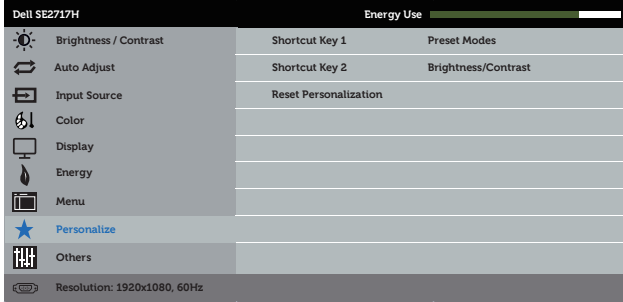 Dell SE2717H Energy Use
Brightness / Contrast Shortcut Key 1 Preset Modes
Auto Adjust Shortcut Key 2 Brightness/Contrast
Input Source Reset Personalization
Color
Display
Energy
Menu
Personalize
Others
Resolution: 1920x1080, 60Hz